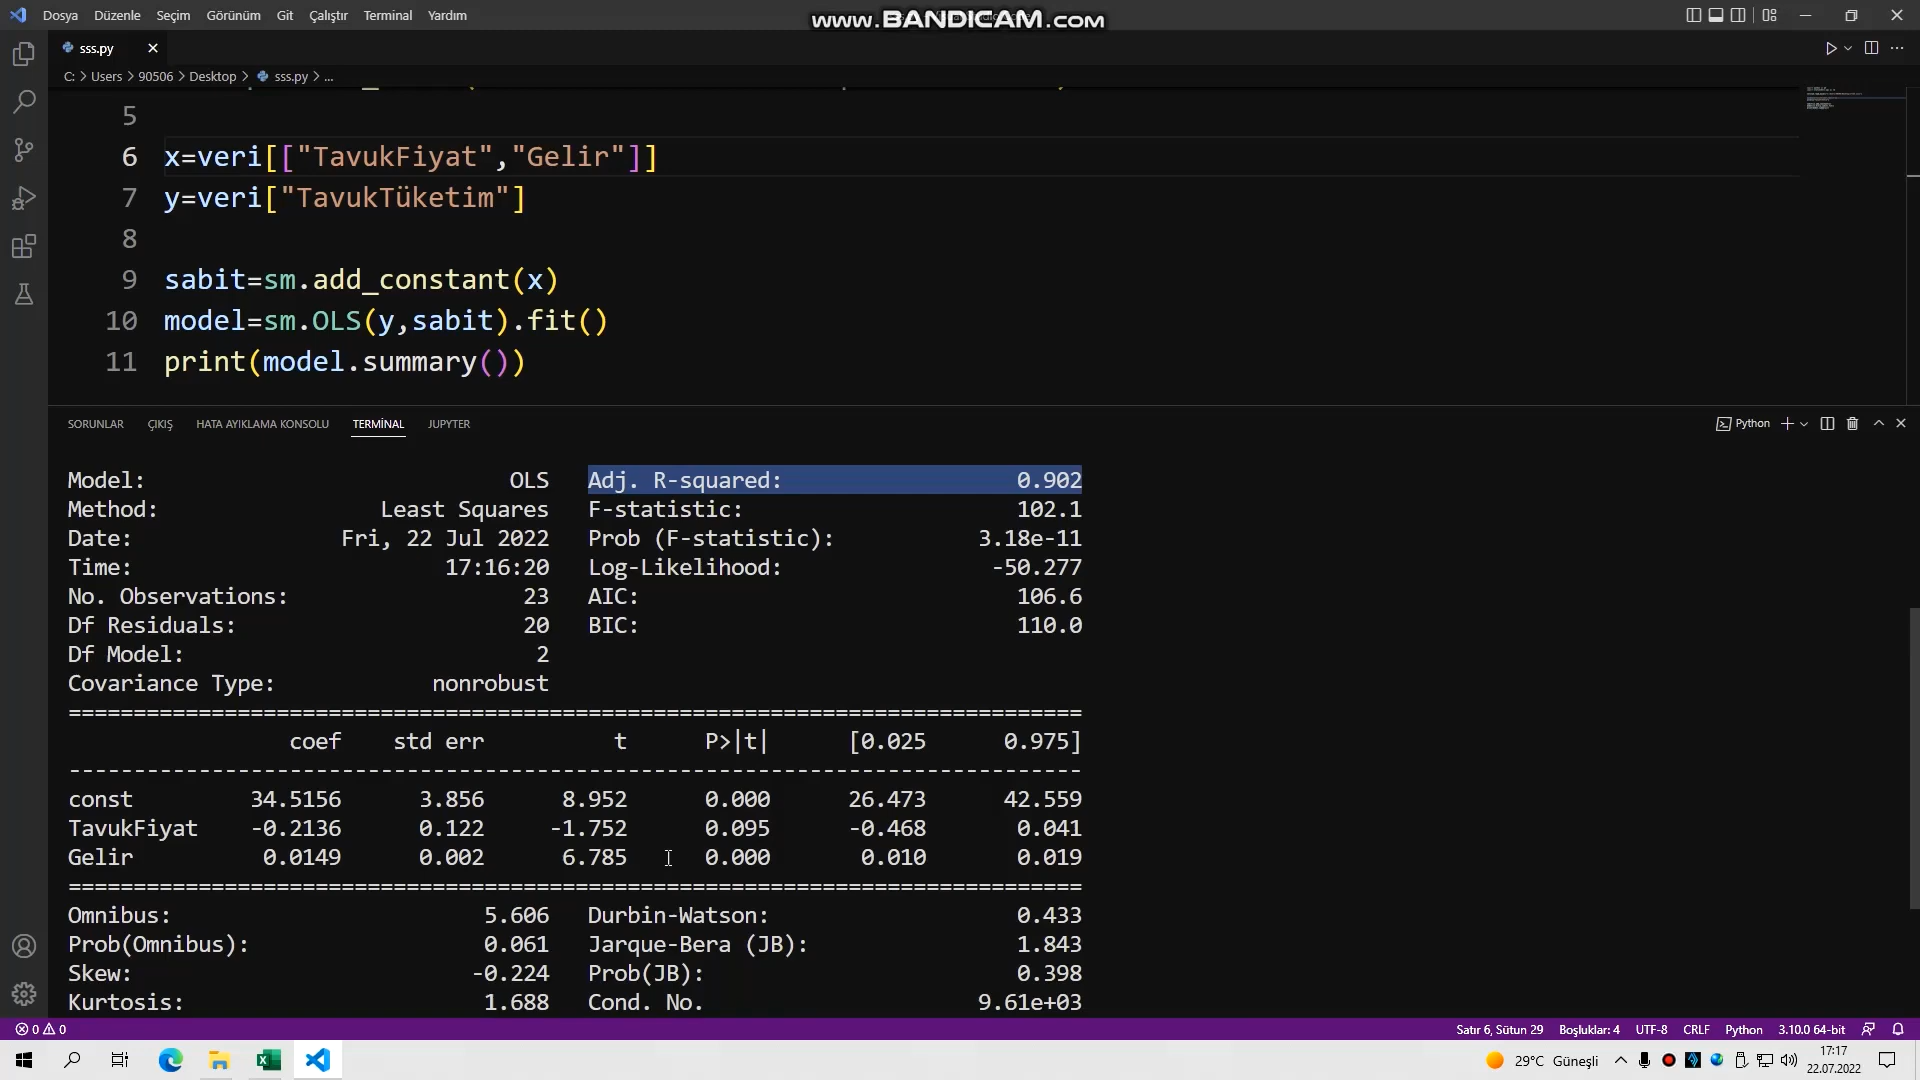 Dosya Düzenle Seçim Görünüm Git Çalıştır Terminal Yardım
www.BANDICAM.com
sss.py
C: > Users > 90506 > Desktop > sss.py > ...
5
6 x=veri[["TavukFiyat","Gelir"]]
7 y=veri["TavukTüketim"]
8
9 sabit=sm.add_constant(x)
10 model=sm.OLS(y,sabit).fit()
11 print(model.summary())
SORUNLAR ÇIKIŞ HATA AYIKLAMA KONSOLU TERMİNAL JUPYTER
Python
Model: OLS Adj. R-squared: 0.902
Method: Least Squares F-statistic: 102.1
Date: Fri, 22 Jul 2022 Prob (F-statistic): 3.18e-11
Time: 17:16:20 Log-Likelihood: -50.277
No. Observations: 23 AIC: 106.6
Df Residuals: 20 BIC: 110.0
Df Model: 2
Covariance Type: nonrobust
==============================================================================
coef std err t P>|t| [0.025 0.975]
------------------------------------------------------------------------------
const 34.5156 3.856 8.952 0.000 26.473 42.559
TavukFiyat -0.2136 0.122 -1.752 0.095 -0.468 0.041
Gelir 0.0149 0.002 6.785 0.000 0.010 0.019
==============================================================================
Omnibus: 5.606 Durbin-Watson: 0.433
Prob(Omnibus): 0.061 Jarque-Bera (JB): 1.843
Skew: -0.224 Prob(JB): 0.398
Kurtosis: 1.688 Cond. No. 9.61e+03
0 0 Satır 6, Sütun 29 Boşluklar: 4 UTF-8 CRLF Python 3.10.0 64-bit
29°C Güneşli
17:17
22.07.2022